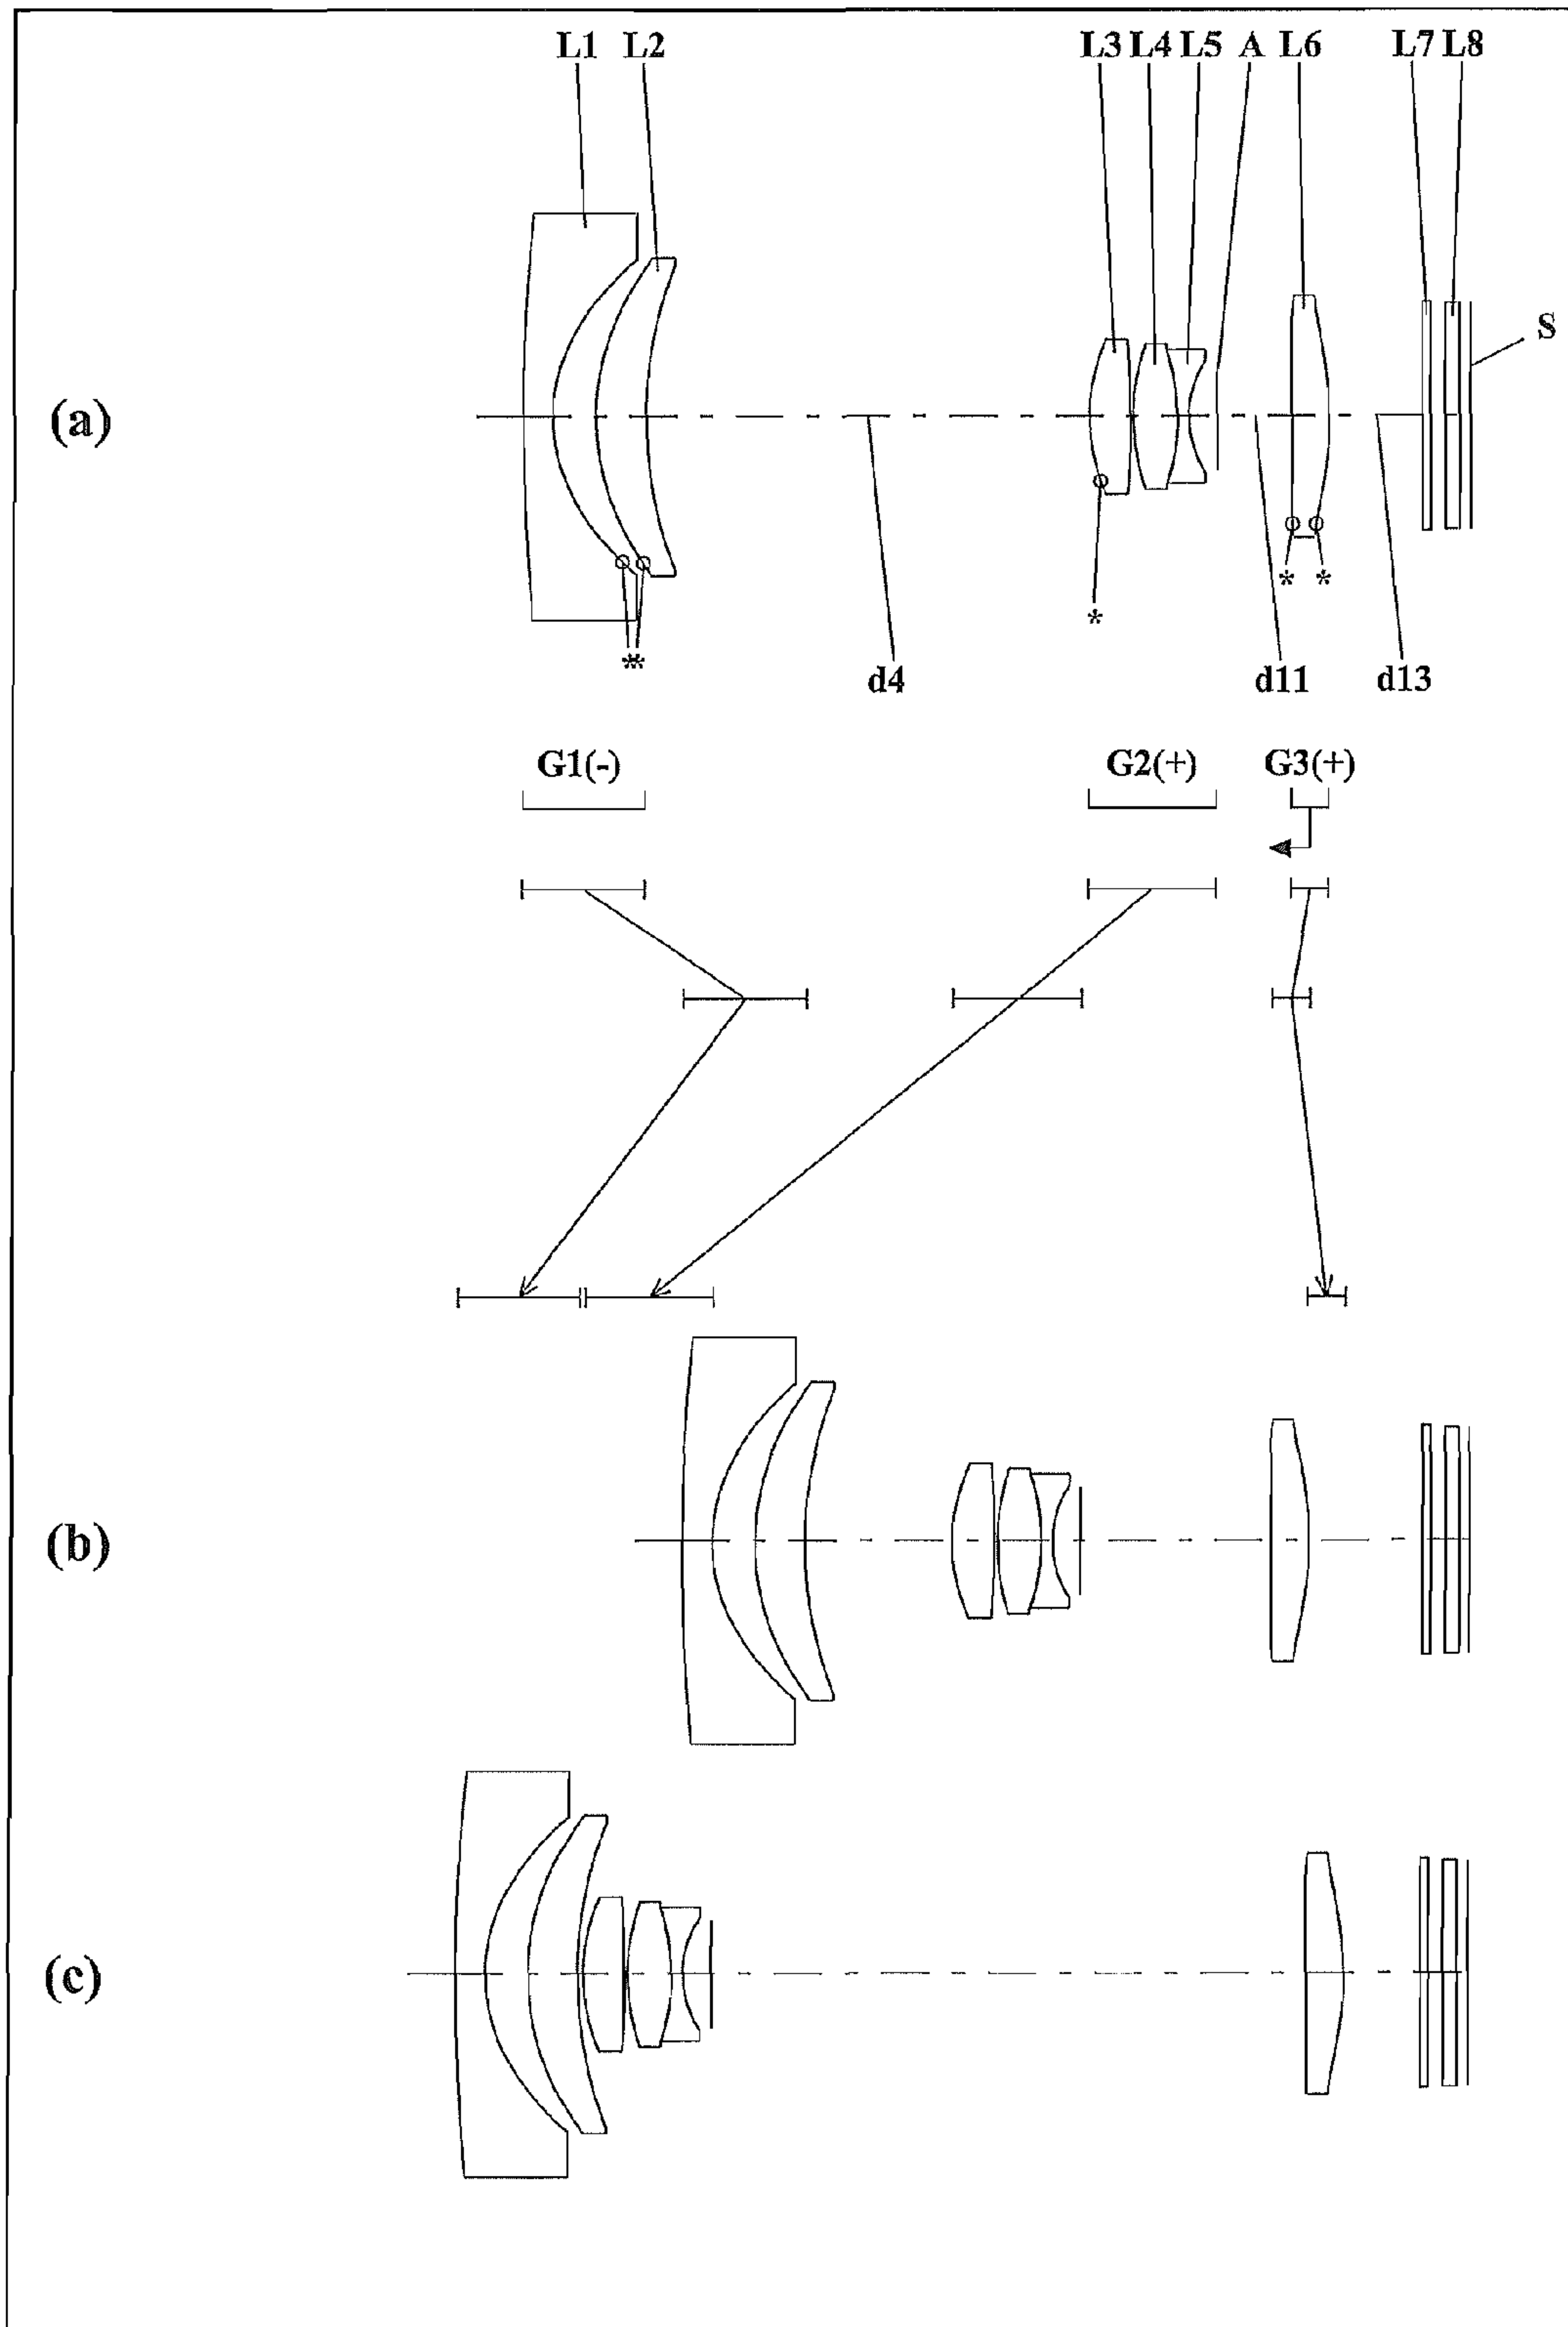 L1 L2 L3 L4 L5 A L6 L7 L8
S
(a)
* * *
**
d4 d11 d13
G1(-) G2(+) G3(+)
(b)
(c)